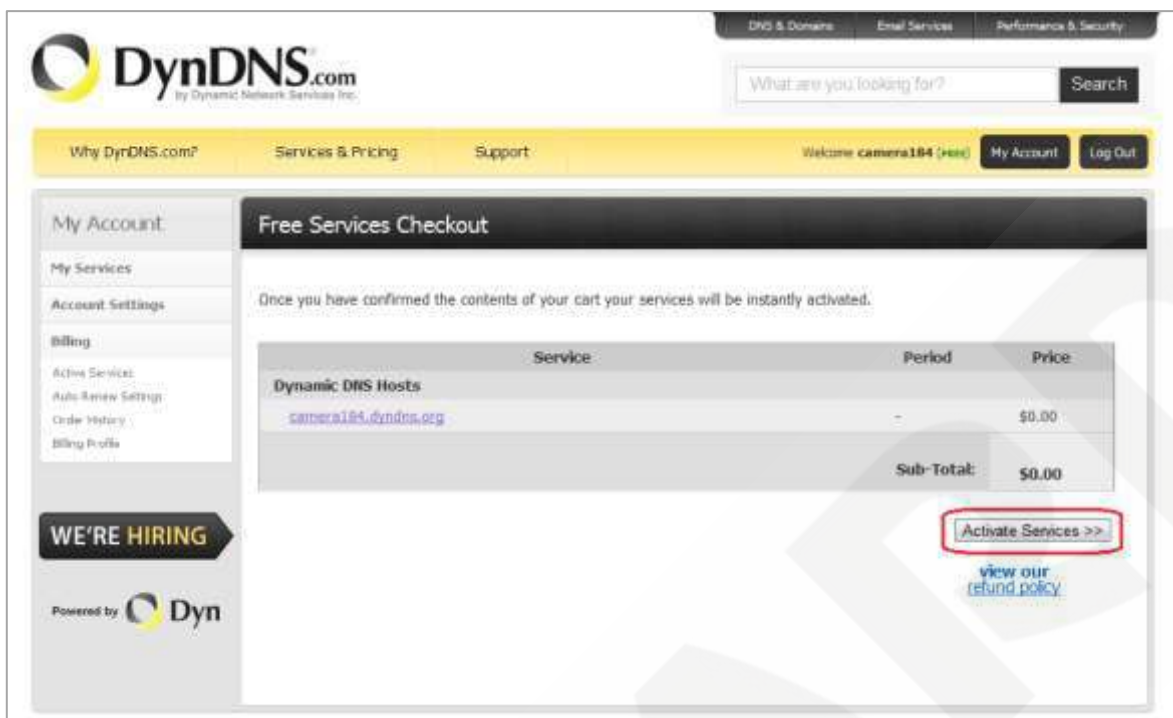 DNS & Domains Email Services Performance & Security
DynDNS.com
by Dynamic Network Services Inc.
What are you looking for? Search
Why DynDNS.com? Services & Pricing Support Welcome camera184 (FREE) My Account Log Out
My Account
My Services
Account Settings
Billing
Active Services
Auto Renew Settings
Order History
Billing Profile
WE'RE HIRING
Powered by Dyn
Free Services Checkout
Once you have confirmed the contents of your cart your services will be instantly activated.
Service Period Price
Dynamic DNS Hosts
camera184.dyndns.org - $0.00
Sub-Total: $0.00
Activate Services >>
view our
refund policy